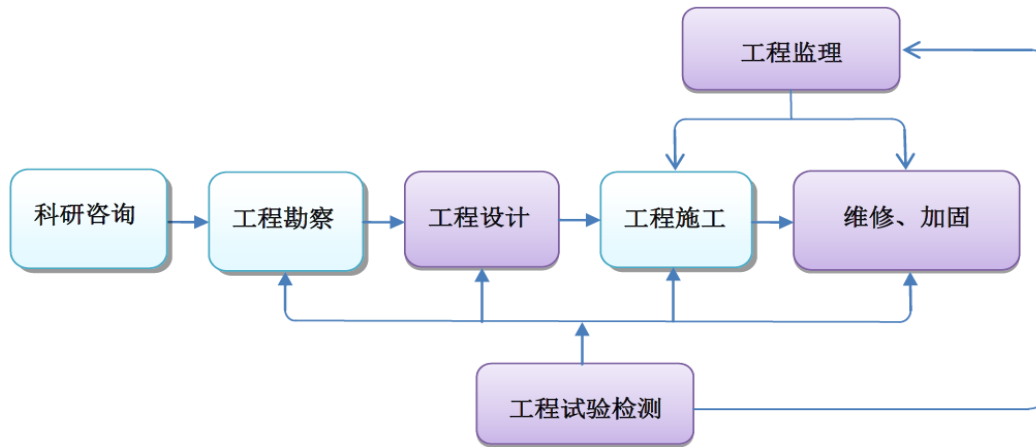 工程监理
科研咨询
工程勘察
工程设计
工程施工
维修、加固
工程试验检测